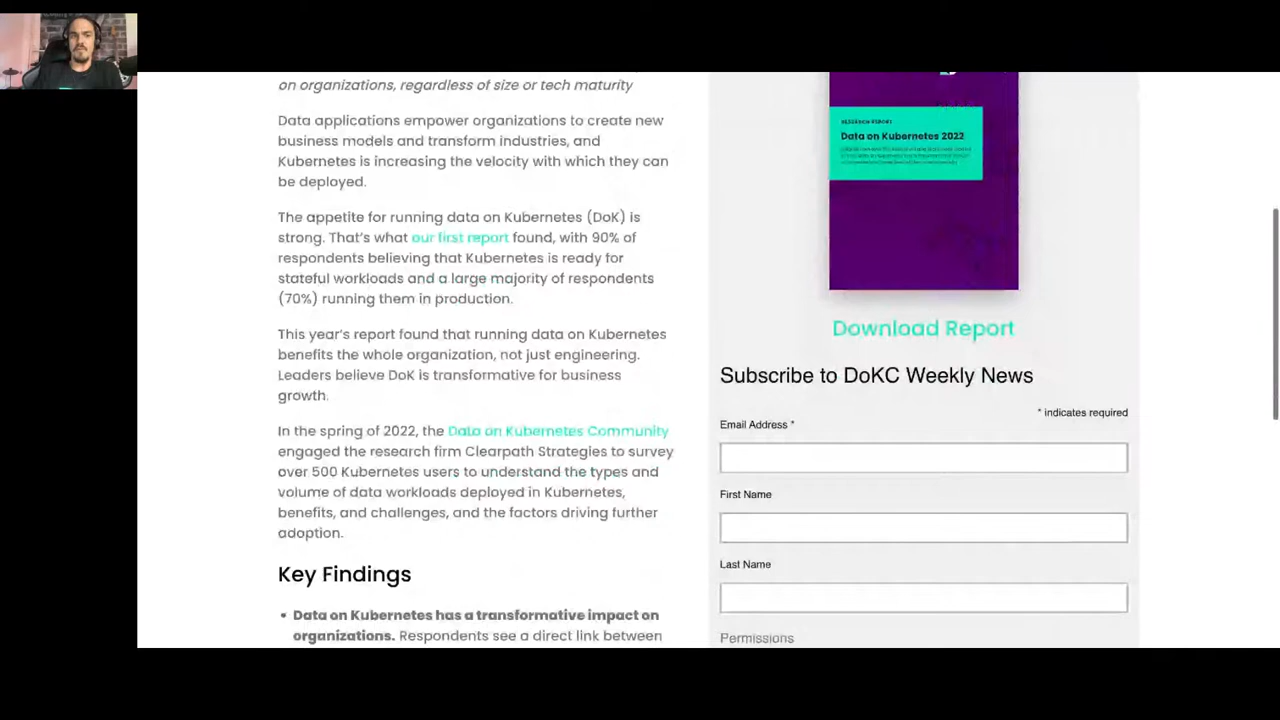 on organizations, regardless of size or tech maturity
Data applications empower organizations to create new
business models and transform industries, and
Kubernetes is increasing the velocity with which they can
be deployed.
The appetite for running data on Kubernetes (DoK) is
strong. That's what our first report found, with 90% of
respondents believing that Kubernetes is ready for
stateful workloads and a large majority of respondents
(70%) running them in production.
This year's report found that running data on Kubernetes
benefits the whole organization, not just engineering.
Leaders believe DoK is transformative for business
growth.
In the spring of 2022, the Data on Kubernetes Community
engaged the research firm Clearpath Strategies to survey
over 500 Kubernetes users to understand the types and
volume of data workloads deployed in Kubernetes,
benefits, and challenges, and the factors driving further
adoption.
Key Findings
• Data on Kubernetes has a transformative impact on
organizations. Respondents see a direct link between
RESEARCH REPORT
Data on Kubernetes 2022
Download Report
Subscribe to DoKC Weekly News
* indicates required
Email Address *
First Name
Last Name
Permissions